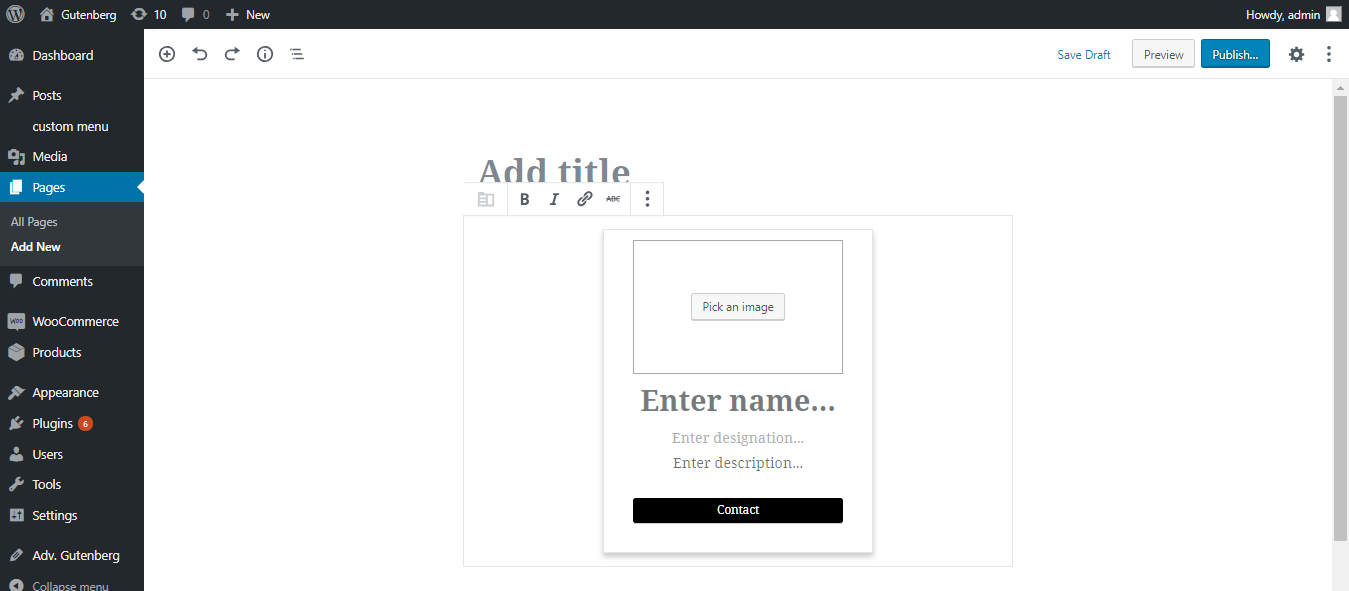 Gutenberg 10 0 New Howdy, admin
Dashboard
Save Draft Preview Publish...
Posts
custom menu
Media
Pages
All Pages
Add New
Comments
WooCommerce
Products
Appearance
Plugins 6
Users
Tools
Settings
Adv. Gutenberg
Collapse menu
Add title
B I ABC
Pick an image
Enter name...
Enter designation...
Enter description...
Contact